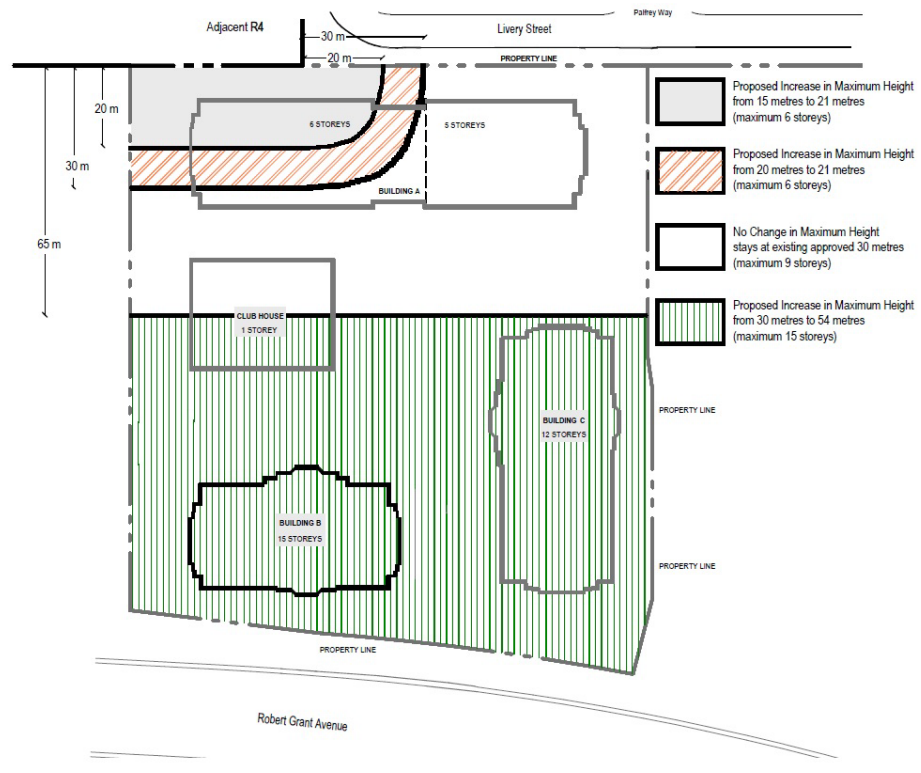 Palfrey Way
Adjacent R4
Livery Street
30 m
20 m
PROPERTY LINE
20 m
30 m
65 m
6 STOREYS
5 STOREYS
BUILDING A
CLUB HOUSE
1 STOREY
BUILDING C
12 STOREYS
BUILDING B
15 STOREYS
PROPERTY LINE
PROPERTY LINE
PROPERTY LINE
Robert Grant Avenue
Proposed Increase in Maximum Height
from 15 metres to 21 metres
(maximum 6 storeys)
Proposed Increase in Maximum Height
from 20 metres to 21 metres
(maximum 6 storeys)
No Change in Maximum Height
stays at existing approved 30 metres
(maximum 9 storeys)
Proposed Increase in Maximum Height
from 30 metres to 54 metres
(maximum 15 storeys)